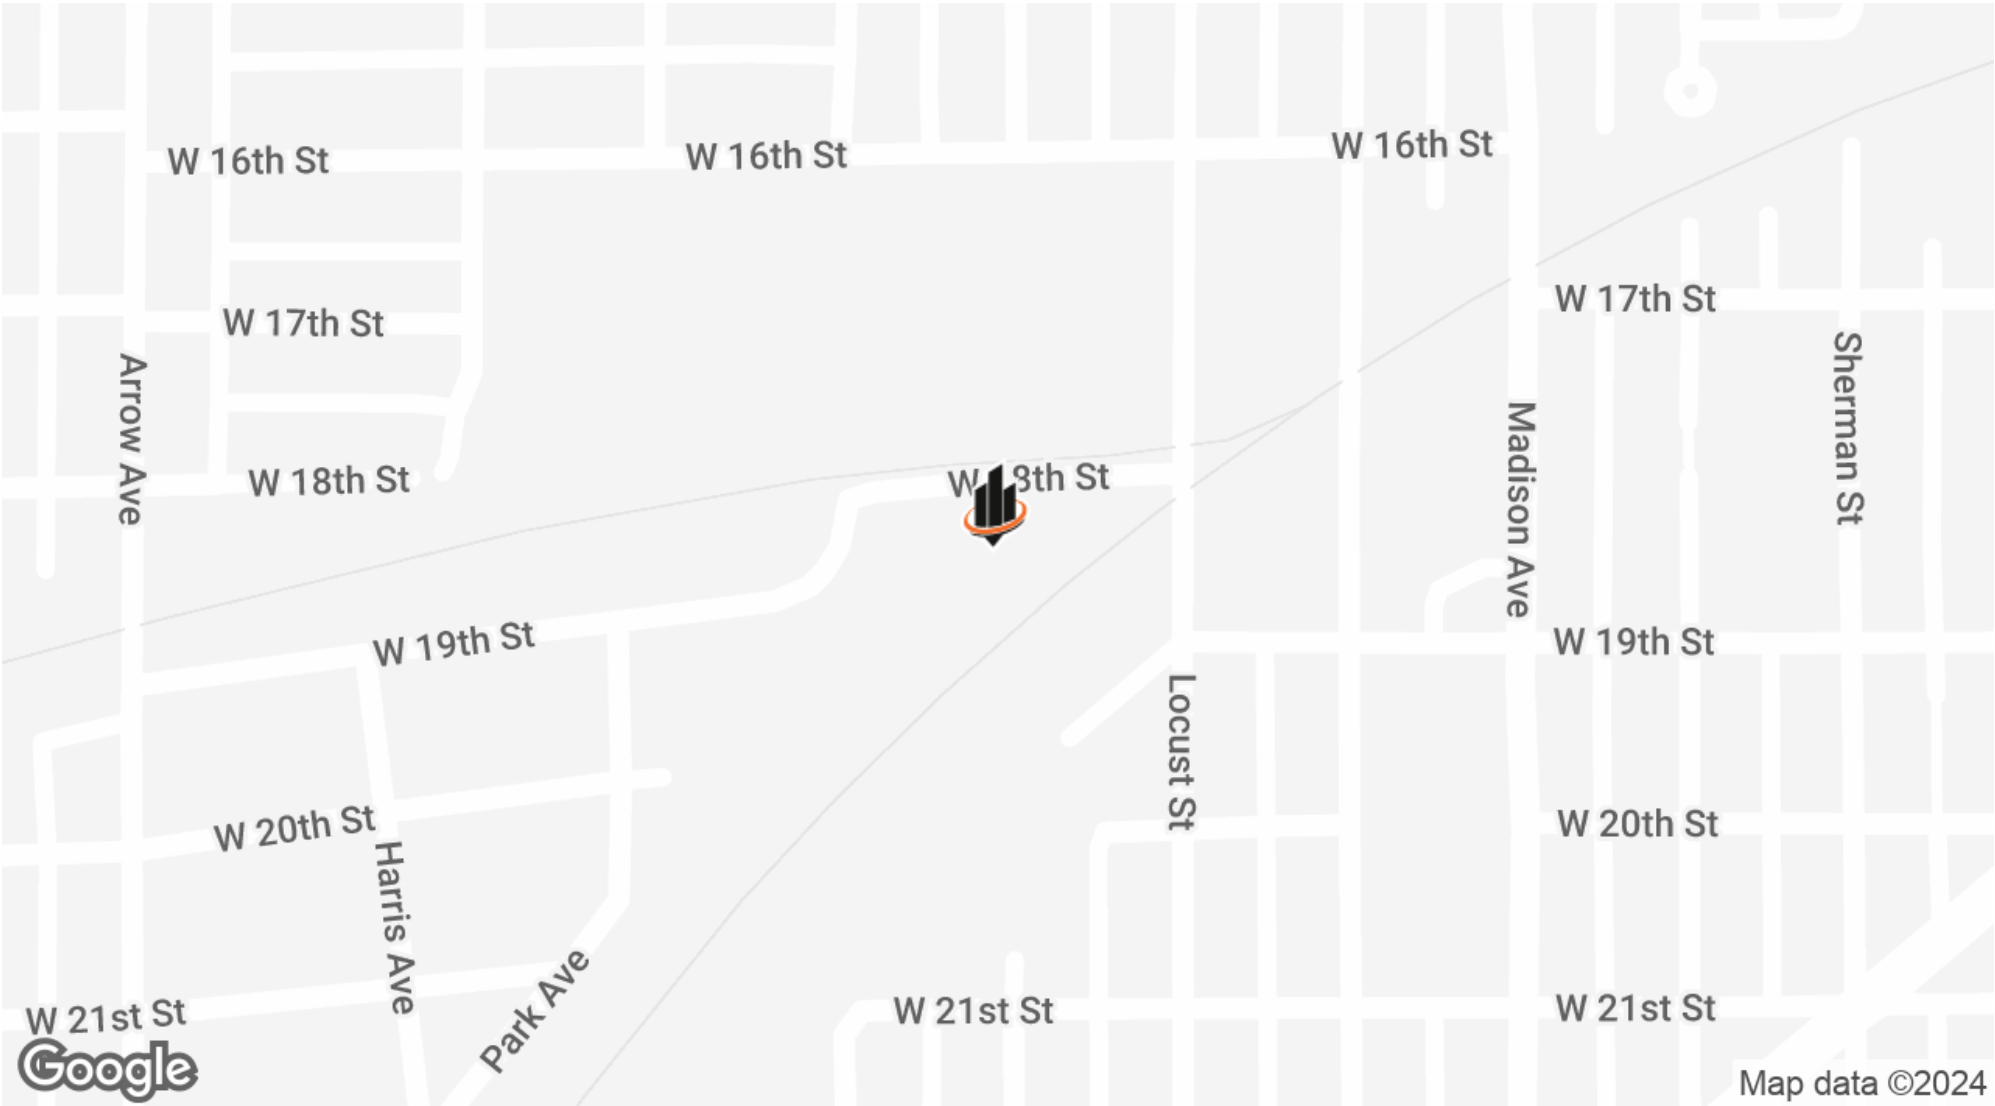 W 16th St
W 16th St
W 16th St
W 17th St
W 17th St
Arrow Ave
Sherman St
Madison Ave
W 18th St
W 8th St
W 19th St
W 19th St
Locust St
W 20th St
W 20th St
Harris Ave
Park Ave
W 21st St
W 21st St
W 21st St
Google
Map data ©2024